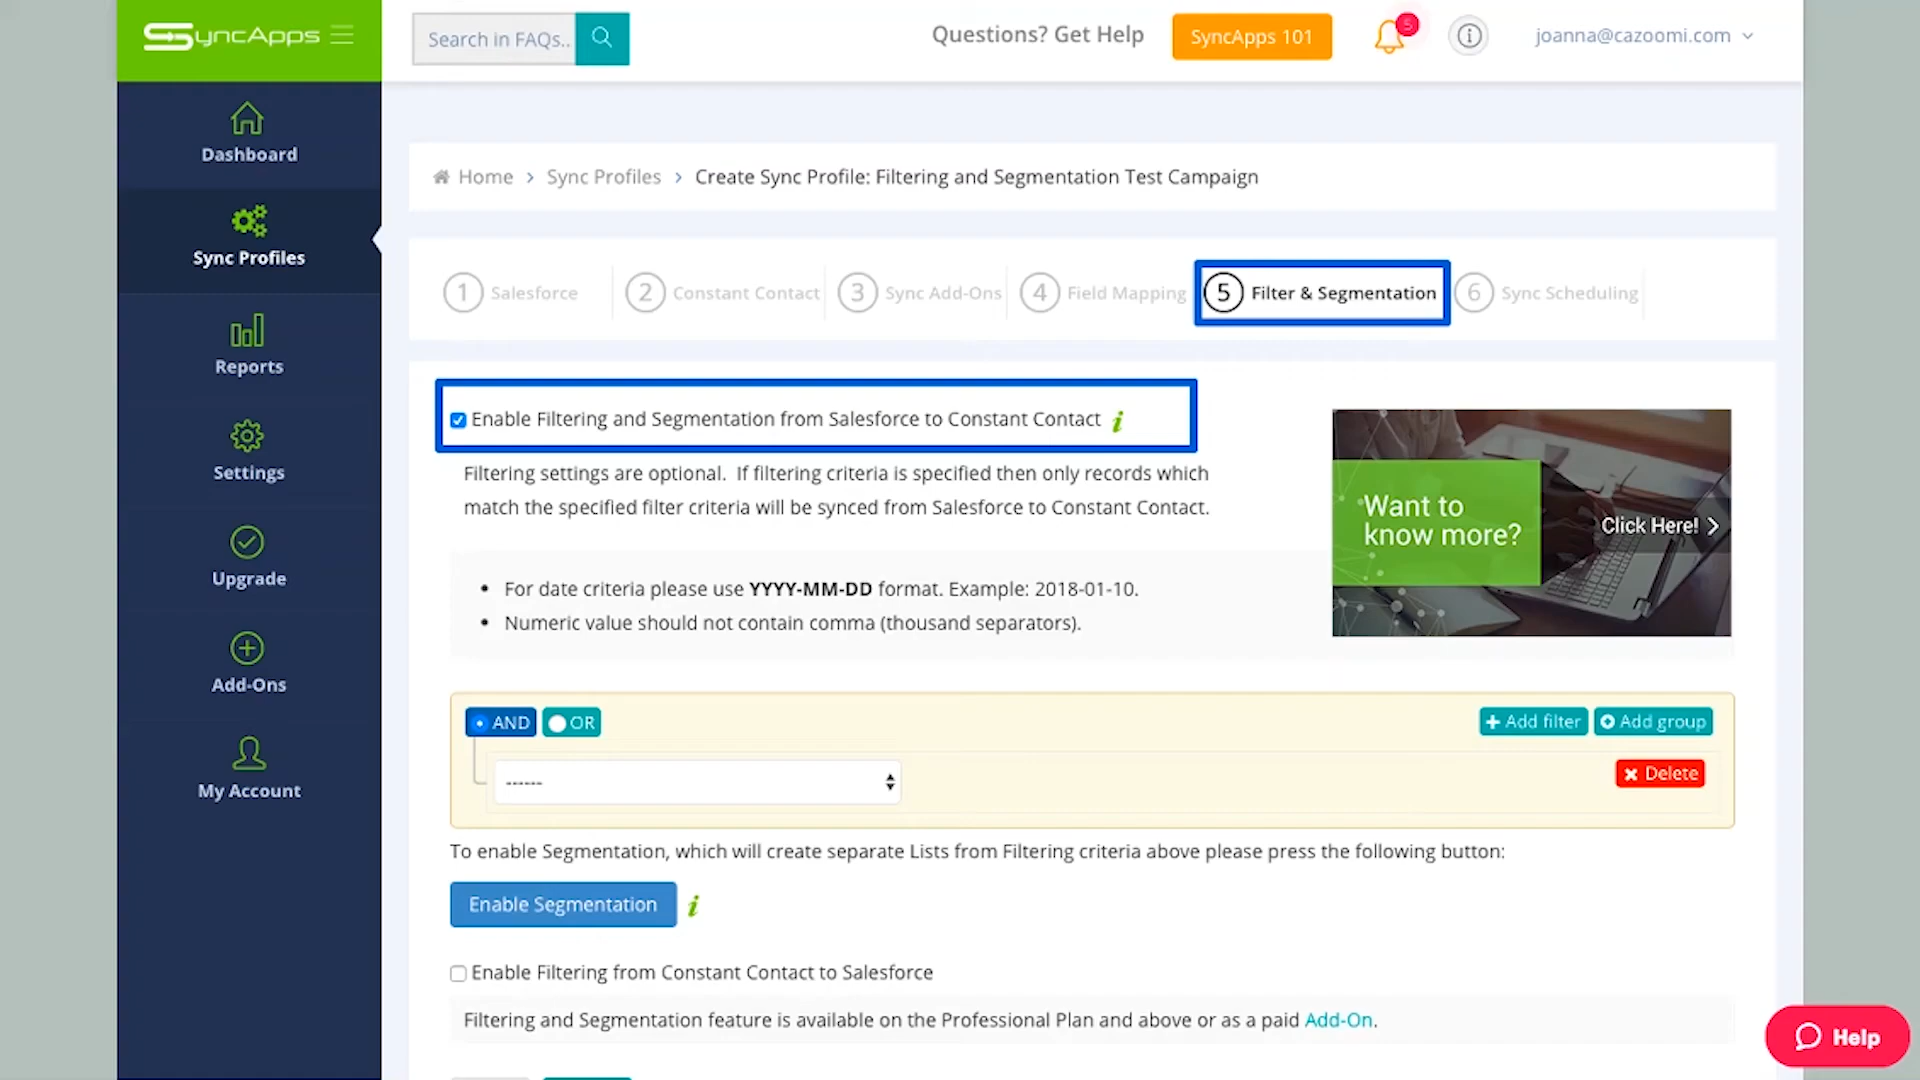 SyncApps
Search in FAQs..
Questions? Get Help
SyncApps 101
5
joanna@cazoomi.com
Dashboard
Sync Profiles
Reports
Settings
Upgrade
Add-Ons
My Account
Home > Sync Profiles > Create Sync Profile: Filtering and Segmentation Test Campaign
1 Salesforce
2 Constant Contact
3 Sync Add-Ons
4 Field Mapping
5 Filter & Segmentation
6 Sync Scheduling
Enable Filtering and Segmentation from Salesforce to Constant Contact i
Filtering settings are optional. If filtering criteria is specified then only records which
match the specified filter criteria will be synced from Salesforce to Constant Contact.
• For date criteria please use YYYY-MM-DD format. Example: 2018-01-10.
• Numeric value should not contain comma (thousand separators).
Want to
know more?
Click Here! >
AND OR
Add filter
Add group
------
Delete
To enable Segmentation, which will create separate Lists from Filtering criteria above please press the following button:
Enable Segmentation i
Enable Filtering from Constant Contact to Salesforce
Filtering and Segmentation feature is available on the Professional Plan and above or as a paid Add-On.
Help